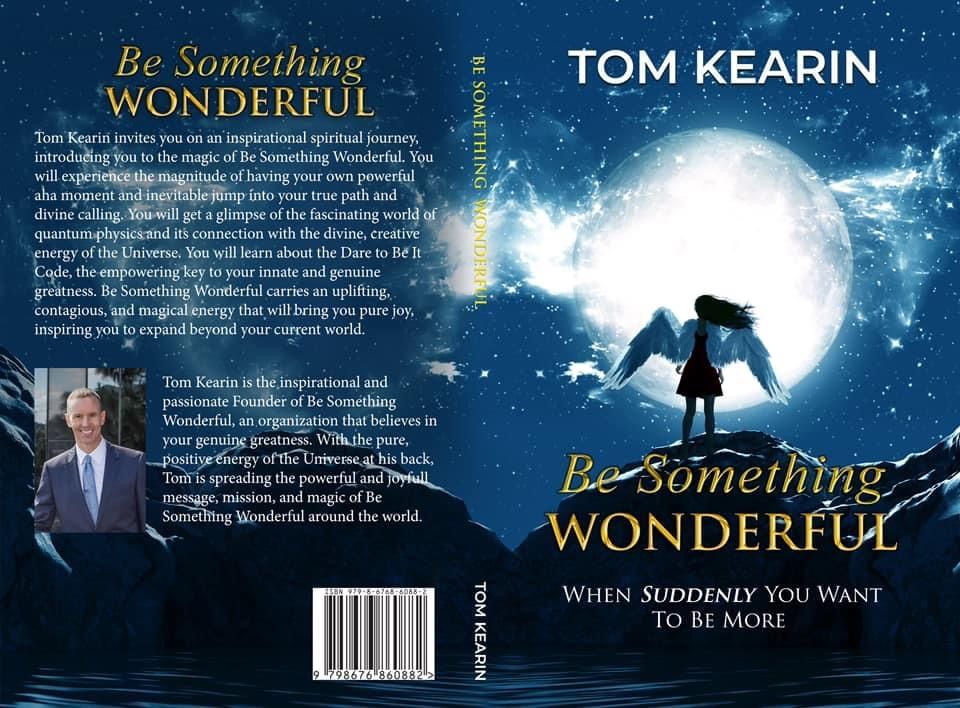 Be Something
WONDERFUL
Tom Kearin invites you on an inspirational spiritual journey,
introducing you to the magic of Be Something Wonderful. You
will experience the magnitude of having your own powerful
aha moment and inevitable jump into your true path and
divine calling. You will get a glimpse of the fascinating world of
quantum physics and its connection with the divine, creative
energy of the Universe. You will learn about the Dare to Be It
Code, the empowering key to your innate and genuine
greatness. Be Something Wonderful carries an uplifting,
contagious, and magical energy that will bring you pure joy,
inspiring you to expand beyond your current world.
Tom Kearin is the inspirational and
passionate Founder of Be Something
Wonderful, an organization that believes in
your genuine greatness. With the pure,
positive energy of the Universe at his back,
Tom is spreading the powerful and joyfull
message, mission, and magic of Be
Something Wonderful around the world.
ISBN 979-8-6768-6088-2
9 798676 860882 >
BE SOMETHING WONDERFUL
TOM KEARIN
TOM KEARIN
Be Something
WONDERFUL
WHEN SUDDENLY YOU WANT
TO BE MORE